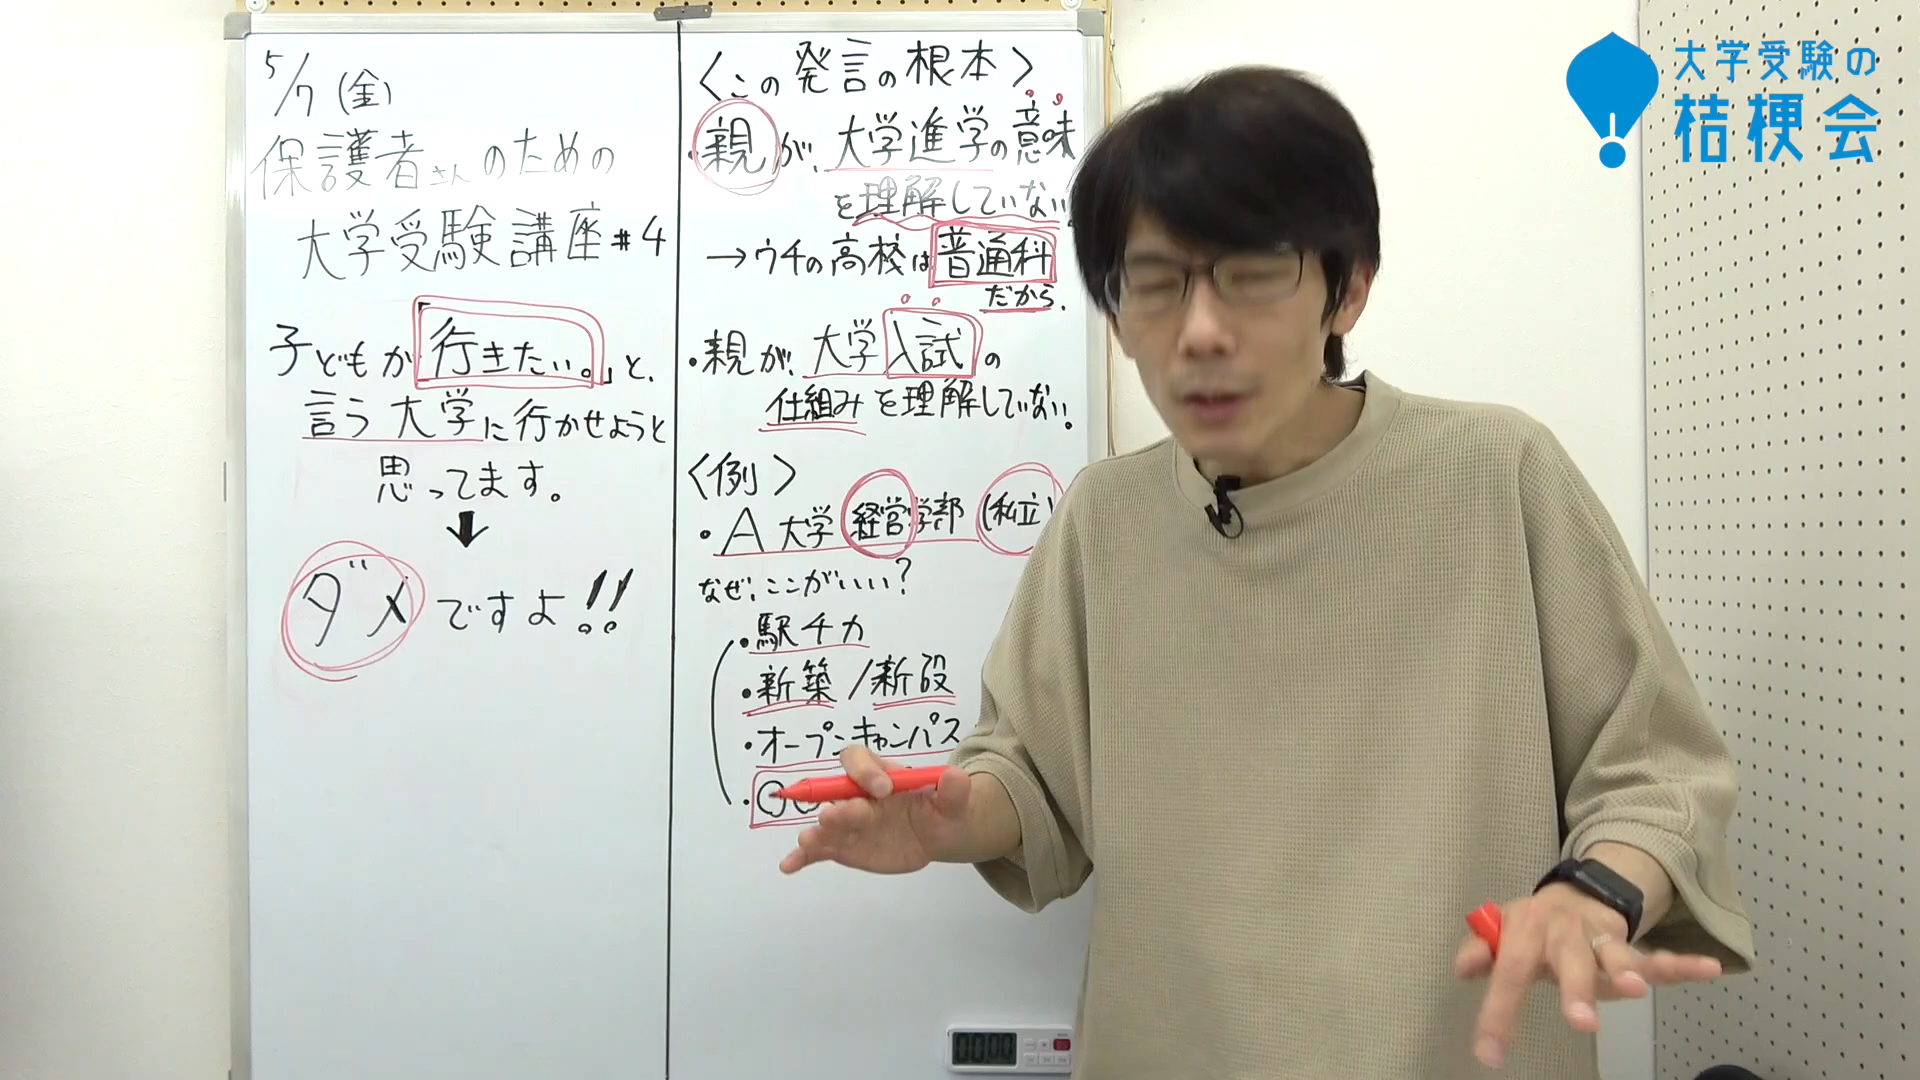 5/7(金)
保護者さんのための
大学受験講座#4
子どもが「行きたい。」と、
言う大学に行かせようと
思ってます。
ダメですよ!!
〈この発言の根本〉
・親が、大学進学の意味
を理解していない。
→ウチの高校は普通科
だから.
・親が、大学入試の
仕組みを理解していない。
〈例〉
・A大学経営学部(私立)
なぜ、ここがいい?
・駅チカ
・新築/新設
・オープンキャンパス
大学受験の
桔梗会
00:00